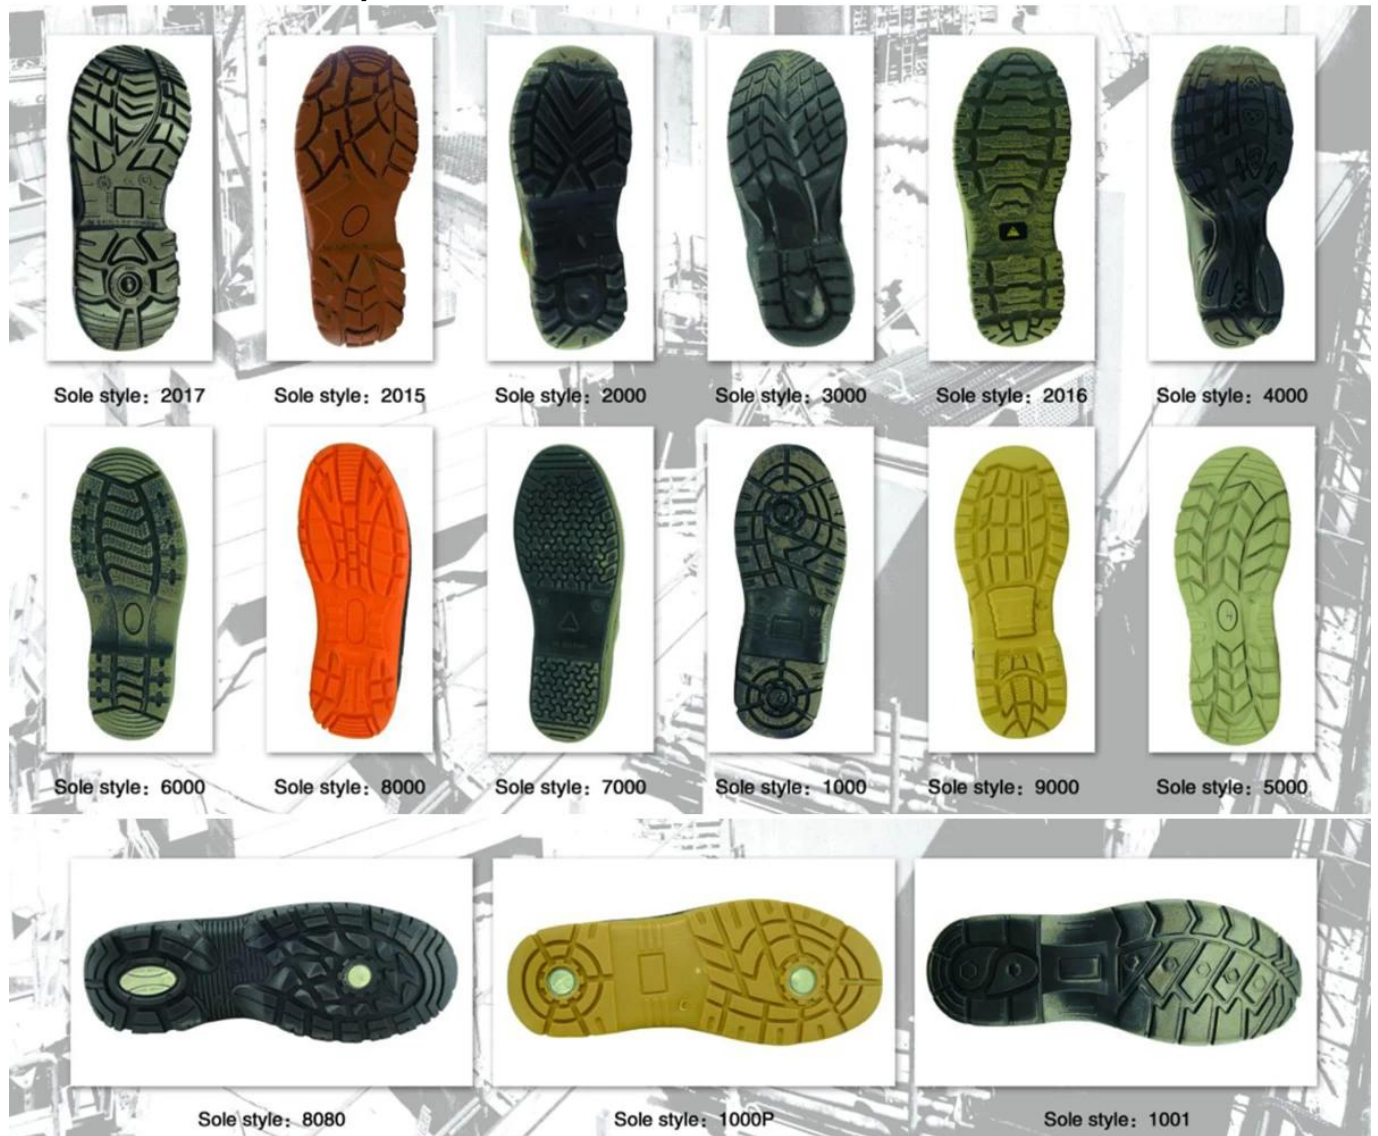 Sole style：2017
Sole style：2015
Sole style：2000
Sole style：3000
Sole style：2016
Sole style：4000
Sole style：6000
Sole style：8000
Sole style：7000
Sole style：1000
Sole style：9000
Sole style：5000
Sole style：8080
Sole style：1000P
Sole style：1001